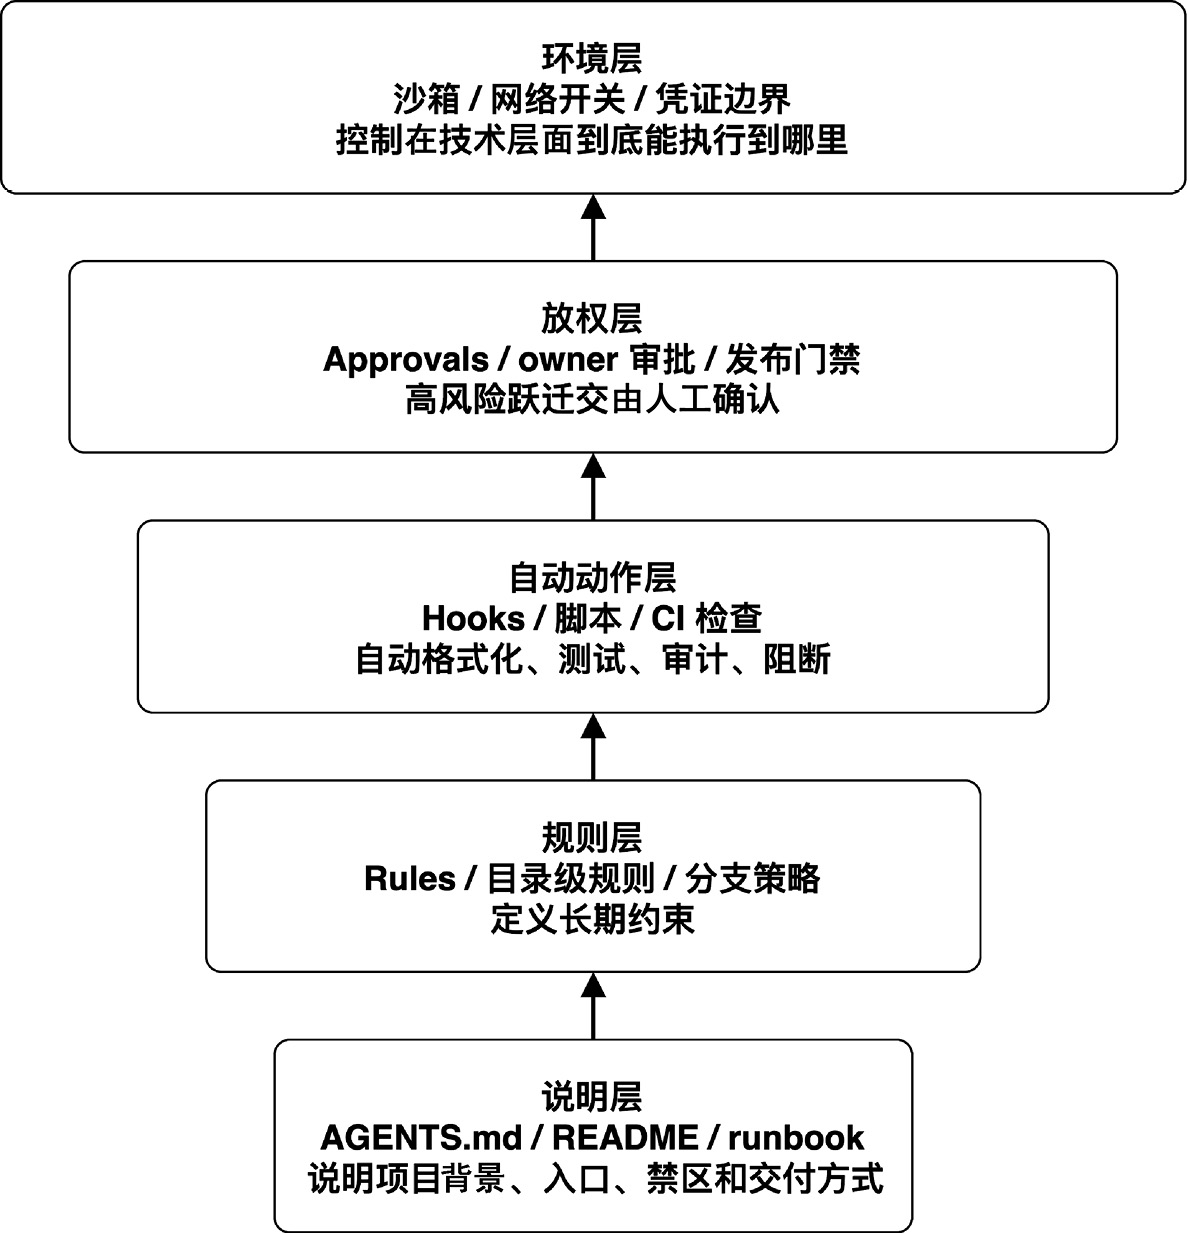 环境层
沙箱 / 网络开关 / 凭证边界
控制在技术层面到底能执行到哪里
放权层
Approvals / owner 审批 / 发布门禁
高风险跃迁交由人工确认
自动动作层
Hooks / 脚本 / CI 检查
自动格式化、测试、审计、阻断
规则层
Rules / 目录级规则 / 分支策略
定义长期约束
说明层
AGENTS.md / README / runbook
说明项目背景、入口、禁区和交付方式